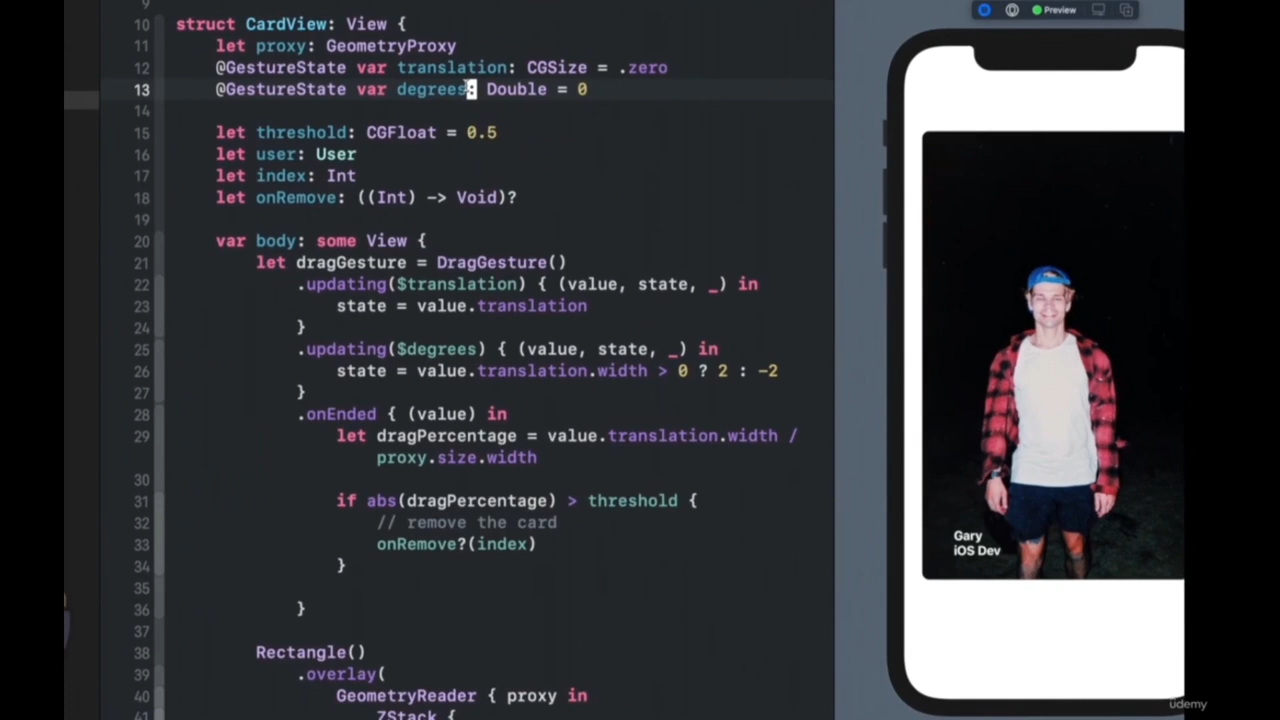 9
10 struct CardView: View {
11 let proxy: GeometryProxy
12 @GestureState var translation: CGSize = .zero
13 @GestureState var degrees: Double = 0
14
15 let threshold: CGFloat = 0.5
16 let user: User
17 let index: Int
18 let onRemove: ((Int) -> Void)?
19
20 var body: some View {
21 let dragGesture = DragGesture()
22 .updating($translation) { (value, state, _) in
23 state = value.translation
24 }
25 .updating($degrees) { (value, state, _) in
26 state = value.translation.width > 0 ? 2 : -2
27 }
28 .onEnded { (value) in
29 let dragPercentage = value.translation.width /
proxy.size.width
30
31 if abs(dragPercentage) > threshold {
32 // remove the card
33 onRemove?(index)
34 }
35
36 }
37
38 Rectangle()
39 .overlay(
40 GeometryReader { proxy in
41 ZStack {
Preview
Gary
iOS Dev
ûdemy